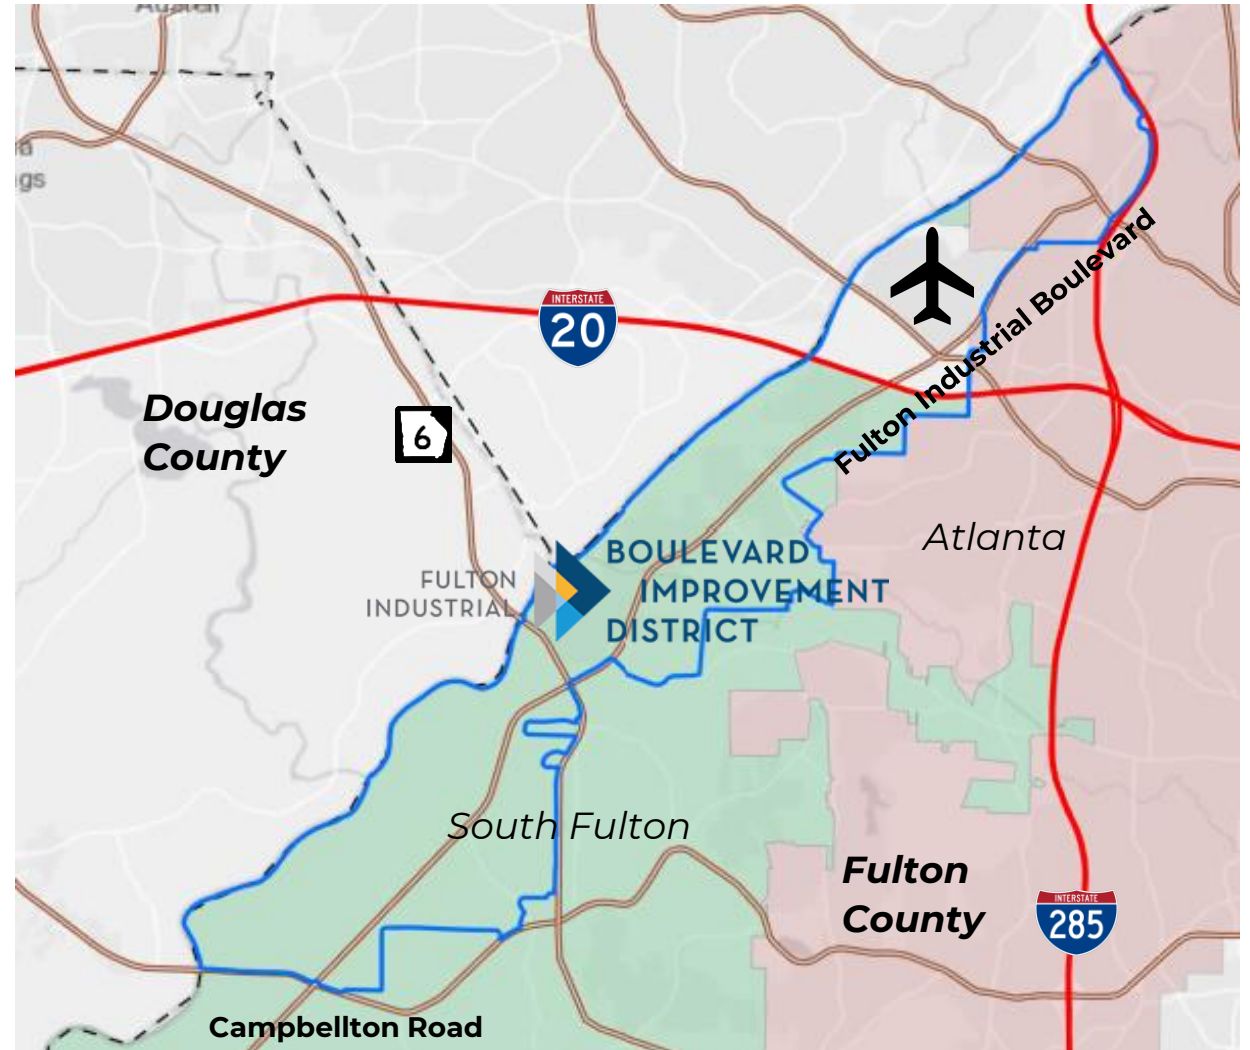 INTERSTATE
20
Douglas
County
6
Fulton Industrial Boulevard
Atlanta
FULTON
INDUSTRIAL
BOULEVARD
IMPROVEMENT
DISTRICT
South Fulton
Fulton
County
INTERSTATE
285
Campbellton Road